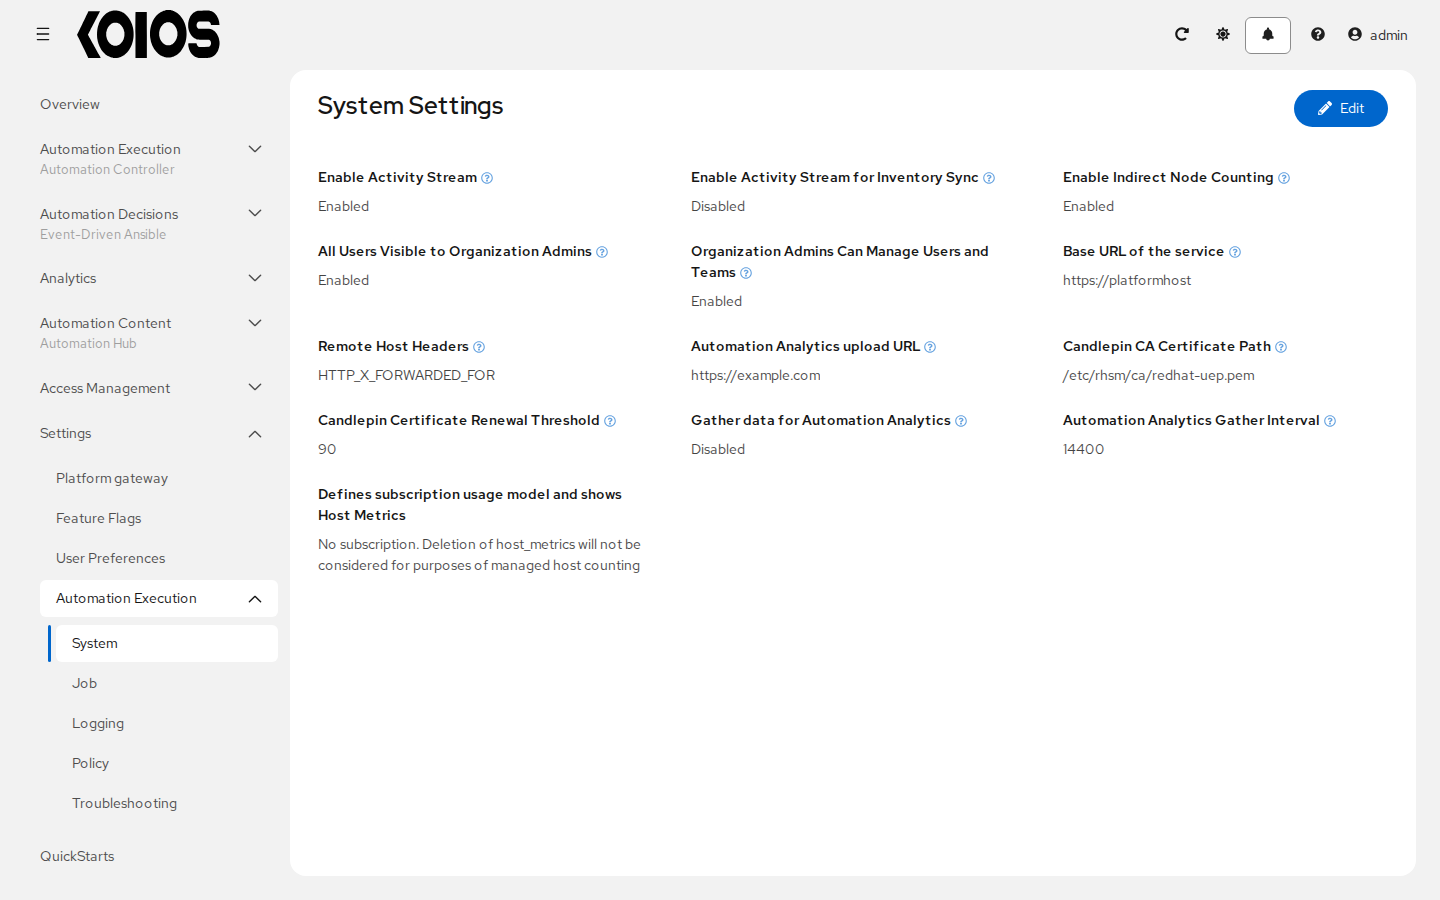 KOIOS
admin
Overview
Automation Execution
Automation Controller
Automation Decisions
Event-Driven Ansible
Analytics
Automation Content
Automation Hub
Access Management
Settings
Platform gateway
Feature Flags
User Preferences
Automation Execution
System
Job
Logging
Policy
Troubleshooting
QuickStarts
System Settings
Edit
Enable Activity Stream
Enabled
Enable Activity Stream for Inventory Sync
Disabled
Enable Indirect Node Counting
Enabled
All Users Visible to Organization Admins
Enabled
Organization Admins Can Manage Users and
Teams
Enabled
Base URL of the service
https://platformhost
Remote Host Headers
HTTP_X_FORWARDED_FOR
Automation Analytics upload URL
https://example.com
Candlepin CA Certificate Path
/etc/rhsm/ca/redhat-uep.pem
Candlepin Certificate Renewal Threshold
90
Gather data for Automation Analytics
Disabled
Automation Analytics Gather Interval
14400
Defines subscription usage model and shows
Host Metrics
No subscription. Deletion of host_metrics will not be
considered for purposes of managed host counting